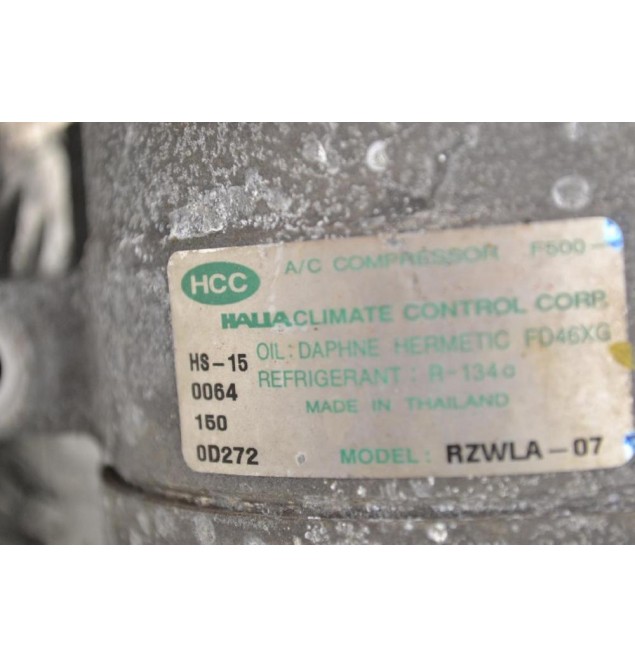 HCC
A/C COMPRESSOR F500-
HALLA CLIMATE CONTROL CORP.
OIL : DAPHNE HERMETIC FD46XG
HS-15
REFRIGERANT : R-134a
0064
MADE IN THAILAND
150
0D272
MODEL : RZWLA-07